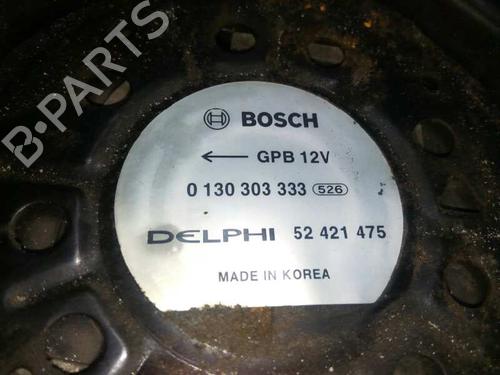 B-PARTS
BOSCH
← GPB 12V
0 130 303 333 526
DELPHI 52 421 475
MADE IN KOREA